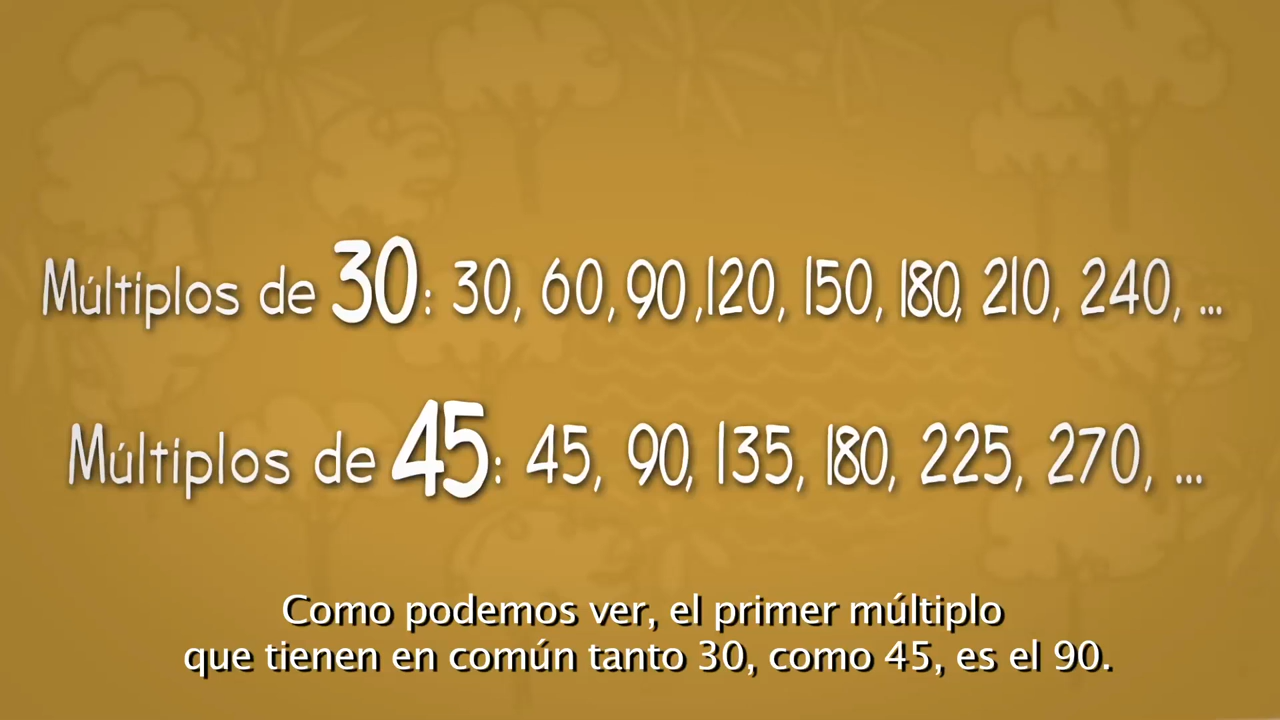 Múltiplos de 30: 30, 60, 90 ,120, 150, 180, 210, 240, ...
Múltiplos de 45: 45, 90, 135, 180, 225, 270, ...
Como podemos ver, el primer múltiplo
que tienen en común tanto 30, como 45, es el 90.